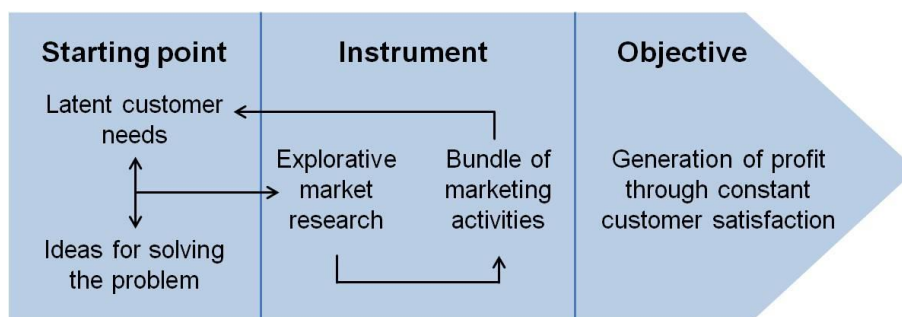 Starting point
Instrument
Objective
Latent customer
needs
Ideas for solving
the problem
Explorative
market
research
Bundle of
marketing
activities
Generation of profit
through constant
customer satisfaction